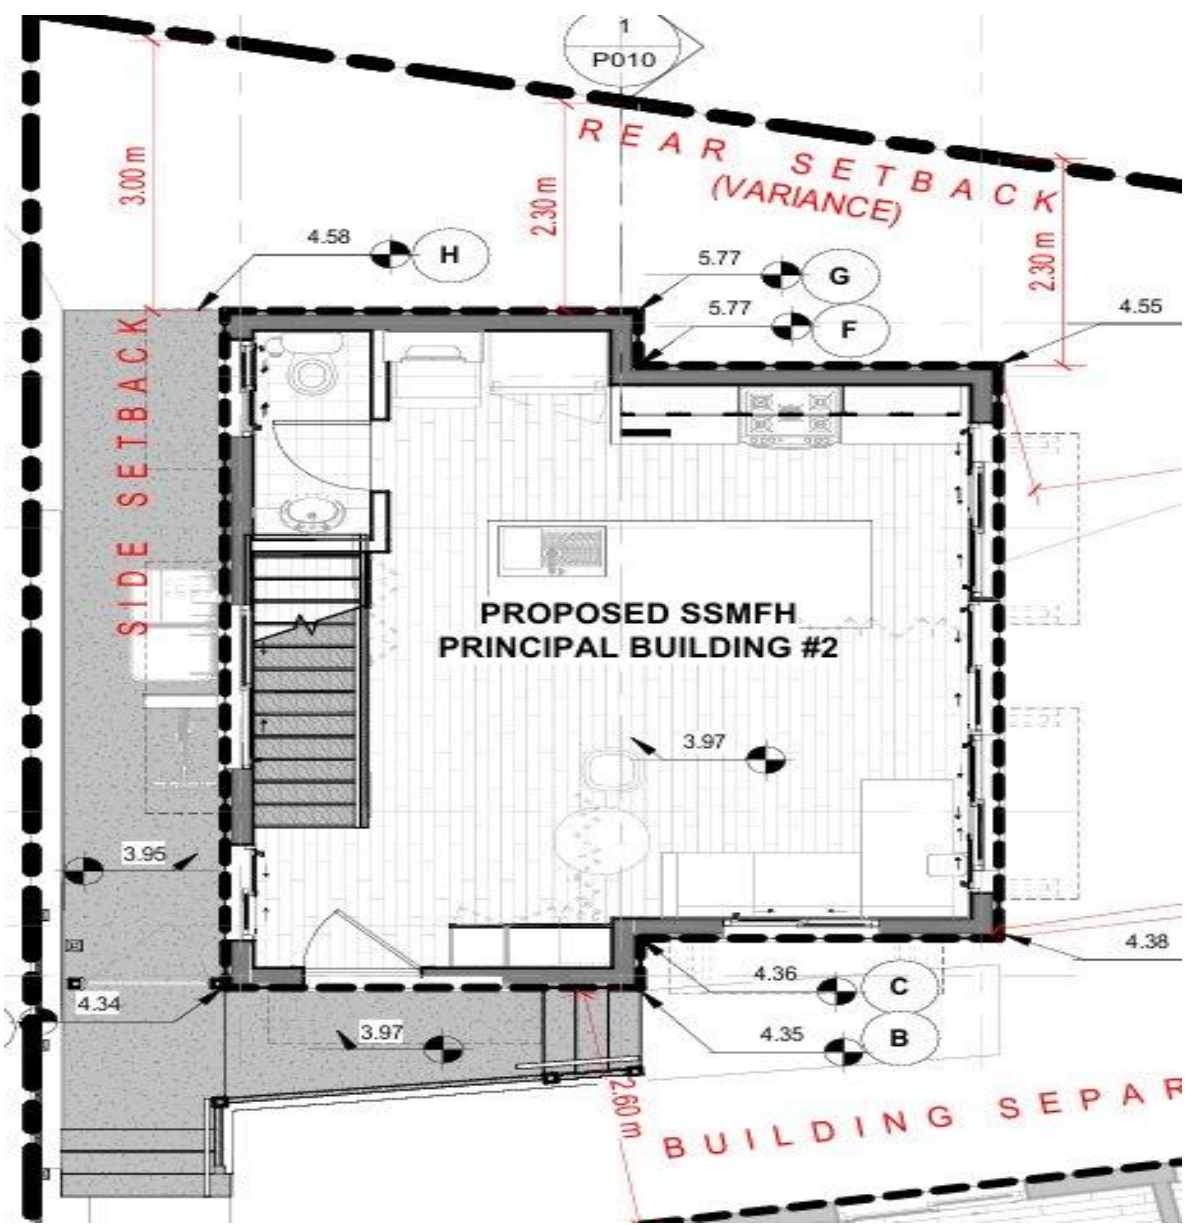 1
P010
3.00 m
2.30 m
REAR SETBACK
(VARIANCE)
2.30 m
4.58
H
5.77
G
5.77
F
4.55
SIDE SETBACK
PROPOSED SSMFH
PRINCIPAL BUILDING #2
3.97
3.95
4.38
4.36
C
4.34
3.97
4.35
B
2.60 m
BUILDING SEPAR